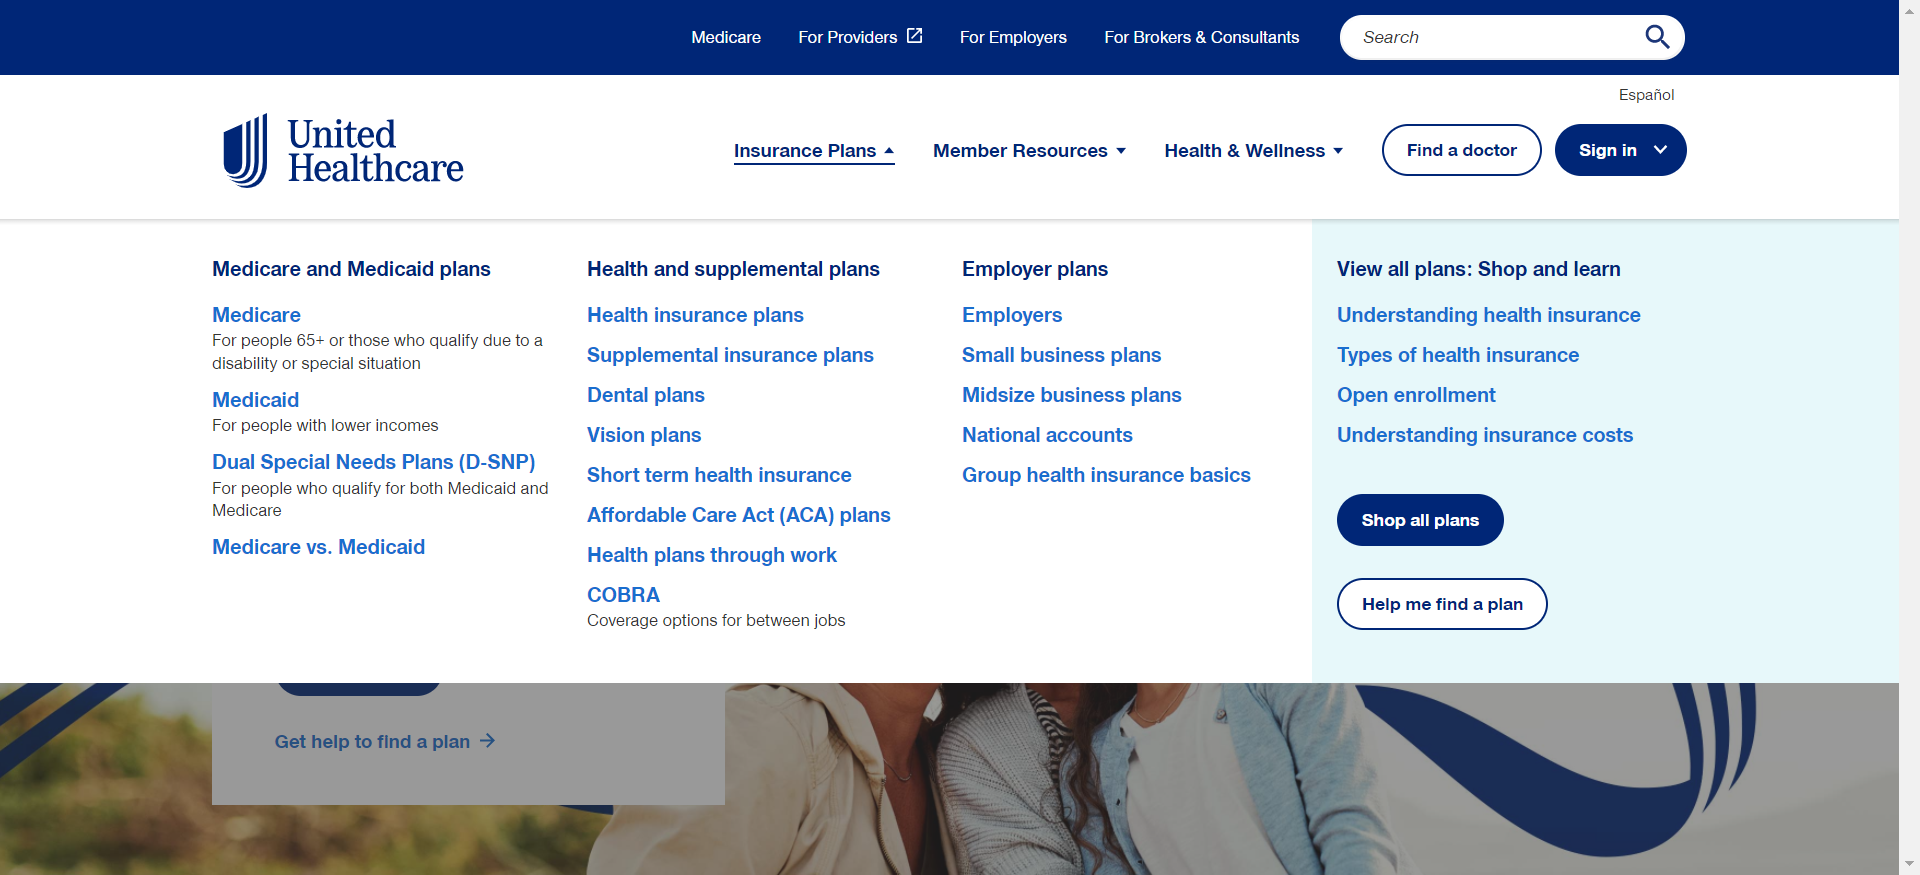 Medicare
For Providers
For Employers
For Brokers & Consultants
Search
Español
United
Healthcare
Insurance Plans
Member Resources
Health & Wellness
Find a doctor
Sign in
Medicare and Medicaid plans
Medicare
For people 65+ or those who qualify due to a
disability or special situation
Medicaid
For people with lower incomes
Dual Special Needs Plans (D-SNP)
For people who qualify for both Medicaid and
Medicare
Medicare vs. Medicaid
Health and supplemental plans
Health insurance plans
Supplemental insurance plans
Dental plans
Vision plans
Short term health insurance
Affordable Care Act (ACA) plans
Health plans through work
COBRA
Coverage options for between jobs
Employer plans
Employers
Small business plans
Midsize business plans
National accounts
Group health insurance basics
View all plans: Shop and learn
Understanding health insurance
Types of health insurance
Open enrollment
Understanding insurance costs
Shop all plans
Help me find a plan
Get help to find a plan